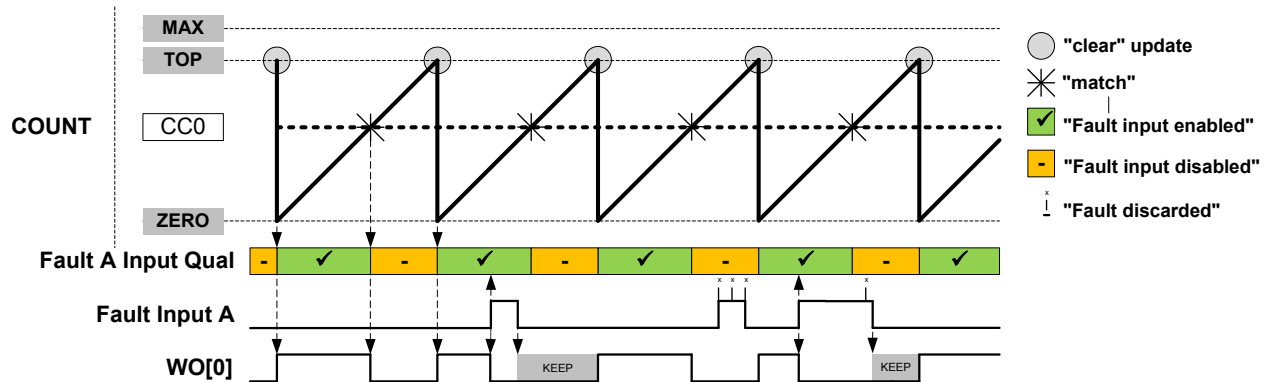 MAX
TOP
COUNT
CC0
ZERO
"clear" update
"match"
✓ "Fault input enabled"
- "Fault input disabled"
x
- "Fault discarded"
Fault A Input Qual - ✓ - ✓ - ✓ - ✓ - ✓
x x x x
Fault Input A
WO[0] KEEP KEEP